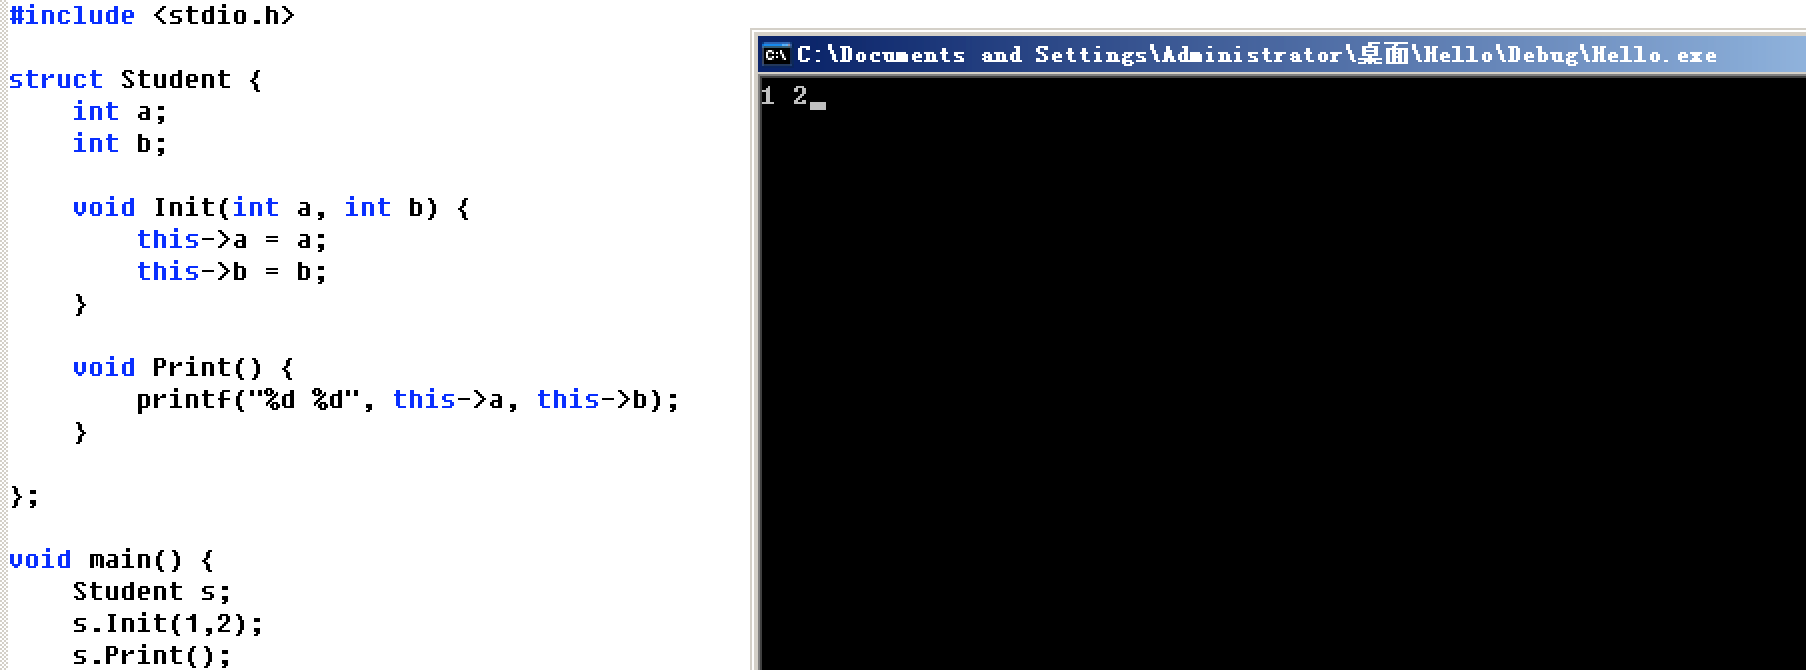 #include <stdio.h>
struct Student {
    int a;
    int b;
    void Init(int a, int b) {
        this->a = a;
        this->b = b;
    }
    void Print() {
        printf("%d %d", this->a, this->b);
    }
};
void main() {
    Student s;
    s.Init(1,2);
    s.Print();
C:\Documents and Settings\Administrator\桌面\Hello\Debug\Hello.exe
1 2